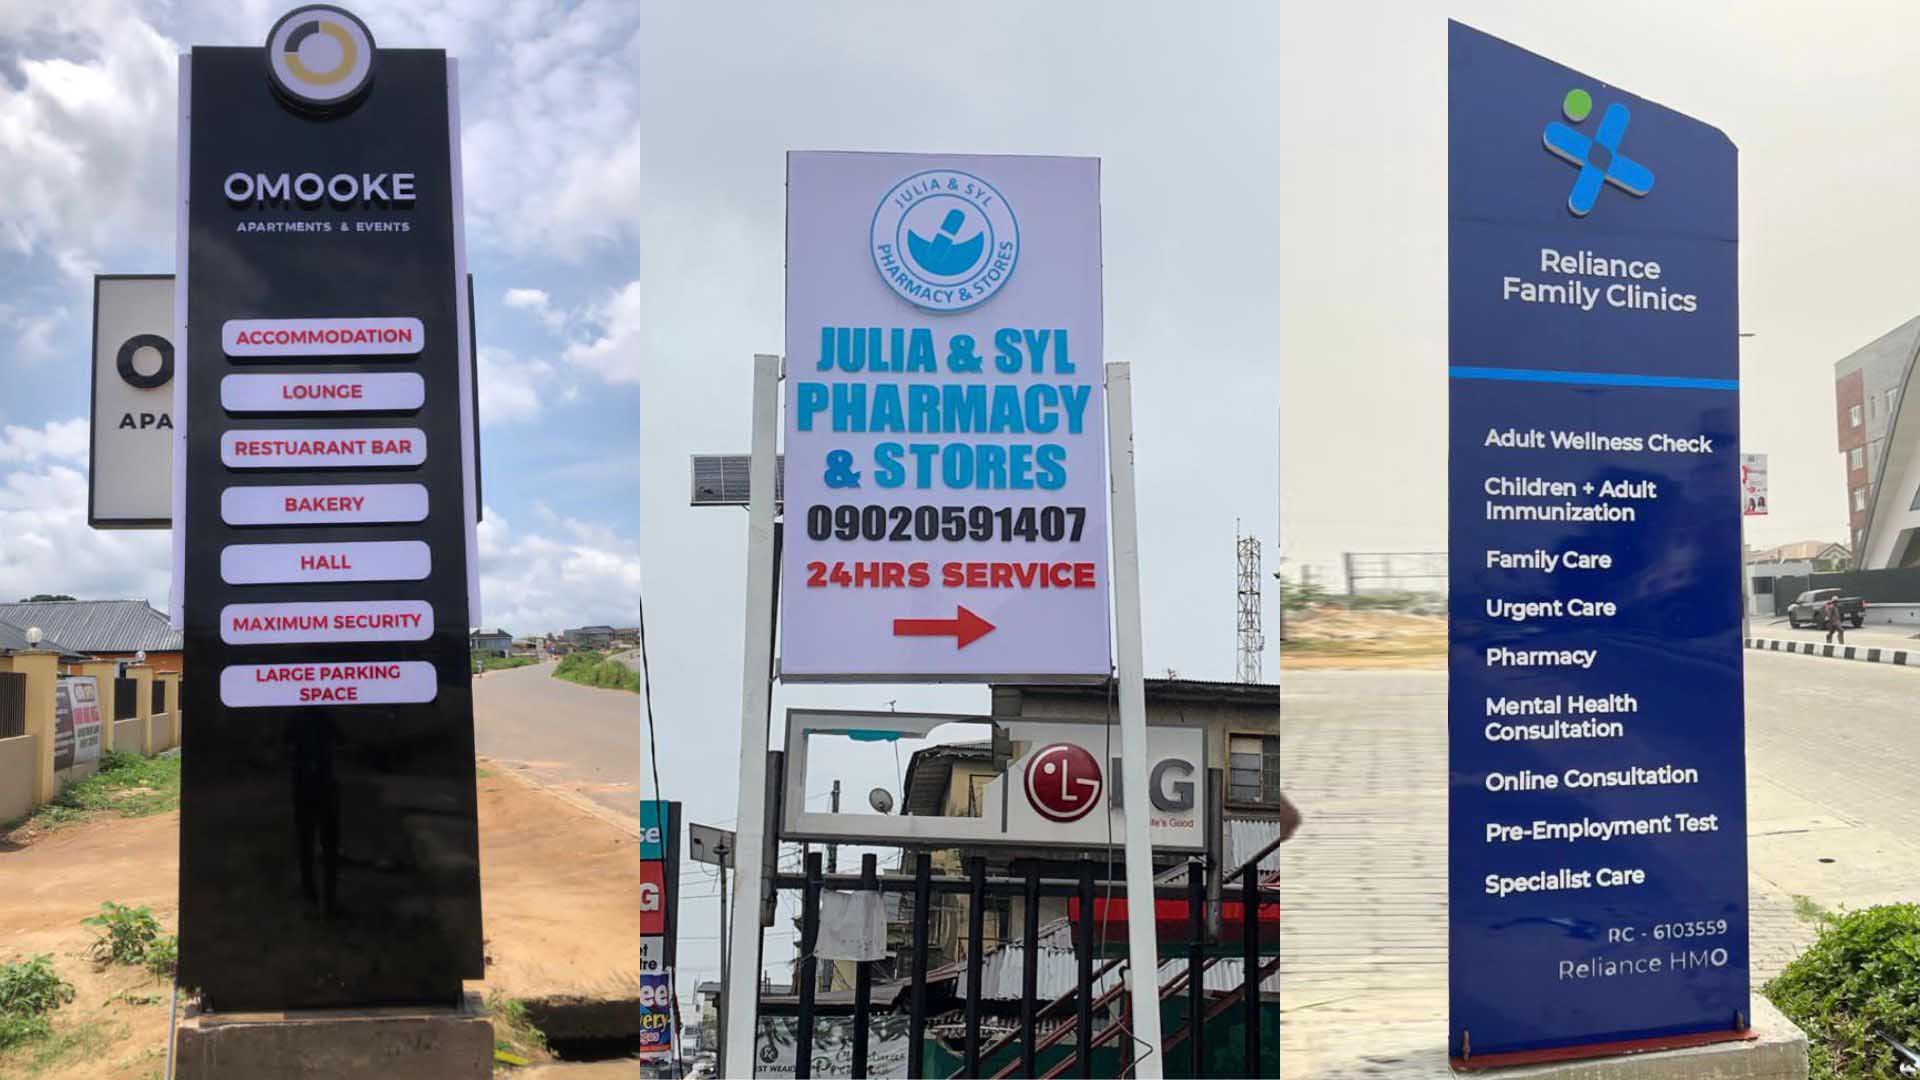 OMOOKE
APARTMENTS & EVENTS
ACCOMMODATION
LOUNGE
RESTUARANT BAR
BAKERY
HALL
MAXIMUM SECURITY
LARGE PARKING
SPACE
O
APA
JULIA & SYL
PHARMACY & STORES
JULIA & SYL
PHARMACY
& STORES
09020591407
24HRS SERVICE
LG
Life's Good
Reliance
Family Clinics
Adult Wellness Check
Children + Adult
Immunization
Family Care
Urgent Care
Pharmacy
Mental Health
Consultation
Online Consultation
Pre-Employment Test
Specialist Care
RC - 6103559
Reliance HMO